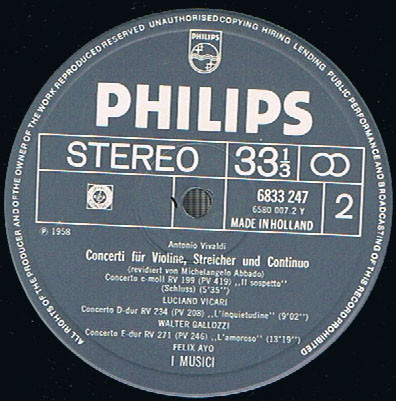 PHILIPS
ALL RIGHTS OF THE PRODUCER AND OF THE OWNER OF THE WORK REPRODUCED RESERVED UNAUTHORISED COPYING HIRING LENDING PUBLIC PERFORMANCE AND BROADCASTING OF THIS RECORD PROHIBITED
PHILIPS
STEREO 33 1/3
6833 247
6580 007.2 Y
MADE IN HOLLAND
2
℗ 1958
Antonio Vivaldi
Concerti für Violine, Streicher und Continuo
(revidiert von Michelangelo Abbado)
Concerto c-moll RV 199 (PV 419) „Il sospetto"
(Schluss) (5'35")
LUCIANO VICARI
Concerto D-dur RV 234 (PV 208) „L'inquietudine" (9'02")
WALTER GALLOZZI
Concerto E-dur RV 271 (PV 246) „L'amoroso" (13'19")
FELIX AYO
I MUSICI